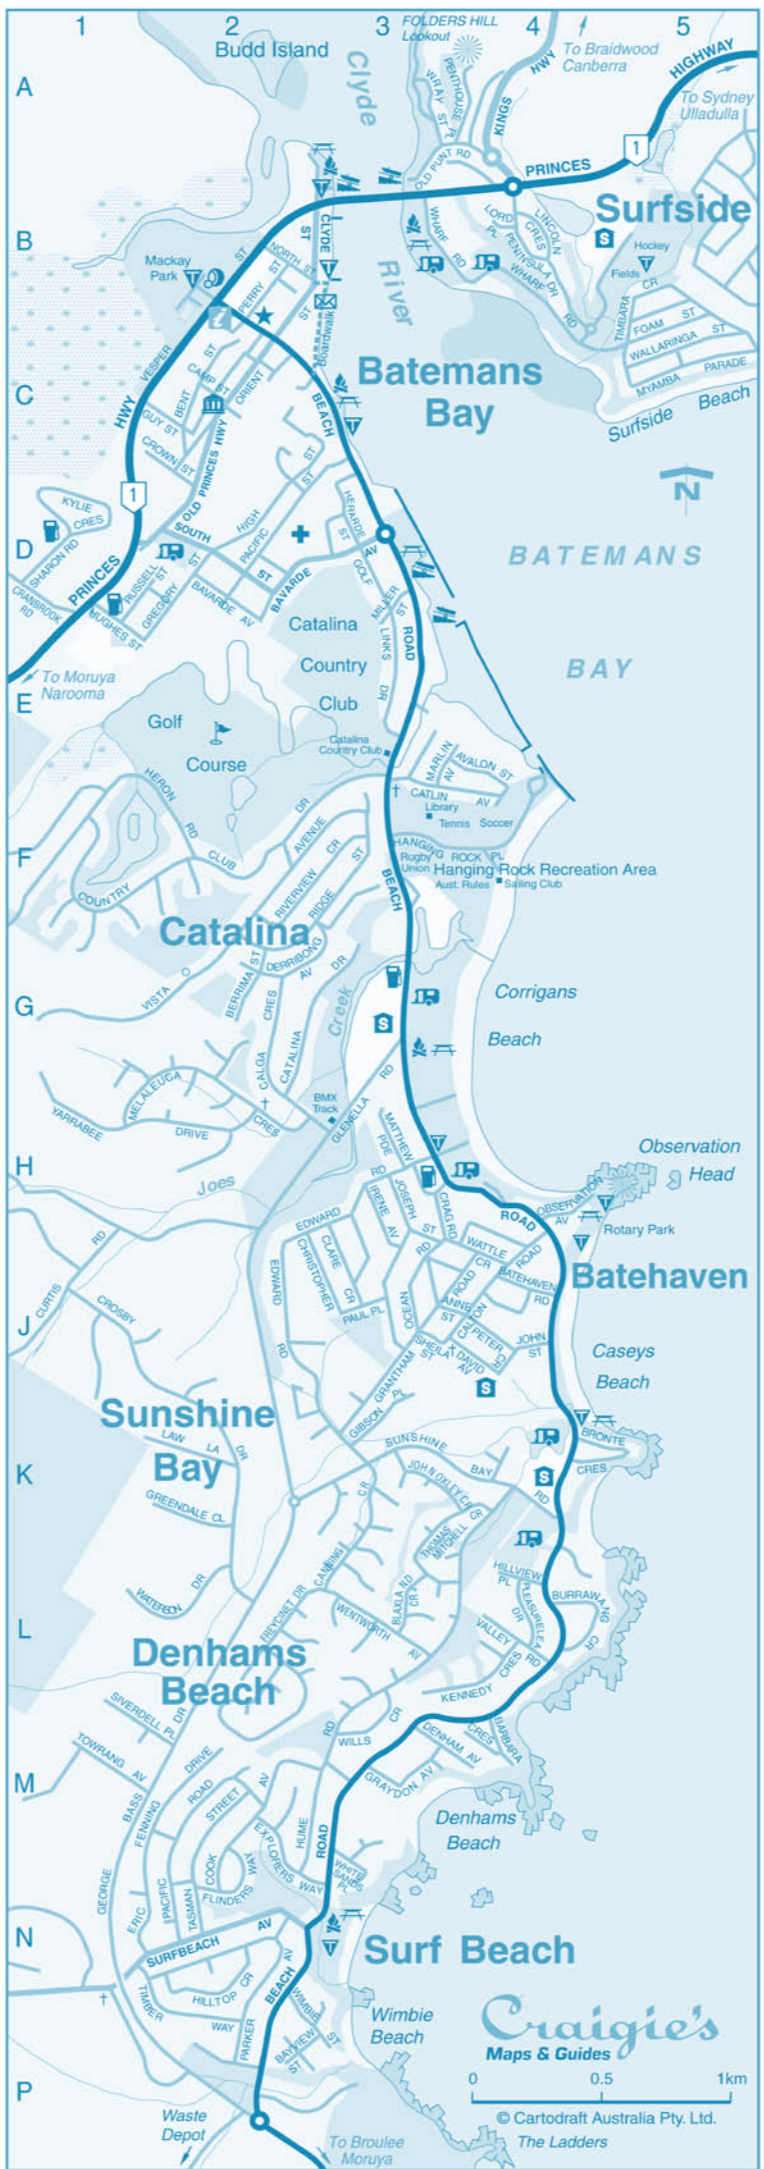 1
2
3
4
5
A
B
C
D
E
F
G
H
J
K
L
M
N
P
Budd Island
FOLDERS HILL
Lookout
Clyde
River
To Braidwood
Canberra
HIGHWAY
To Sydney
Ulladulla
WRAY ST
PENTHOUSE PL
KINGS
HWY
OLD PUNT RD
1
PRINCES
Surfside
LORD
PL
LINCOLN
CRES
PENINSULA DR
WHARF
RD
WHARF
RD
S
Hockey
Fields
TIMBARA
CR
FOAM ST
WALLARINGA ST
MYAMBA PARADE
Surfside Beach
Mackay
Park
CLYDE
ST
NORTH ST
PERRY
ST
ST
Boardwalk
VESPER
ST
CAMP ST
ORIENT
ST
BENT
ST
GUY ST
CROWN ST
OLD PRINCES HWY
HWY
BEACH
Batemans
Bay
N
BATEMANS
BAY
1
KYLIE
CRES
SHARON RD
CRANBROOK
RD
PRINCES
SOUTH
ST
HIGH
ST
PACIFIC
ST
RUSSELL
ST
GREGORY
ST
HUGHES ST
BAVARDE
AV
BAVARDE
AV
HERARDE
ST
GOLF
MILLER
ST
LINKS
DR
ROAD
To Moruya
Narooma
Catalina
Country
Club
Golf
Course
Catalina
Country Club
MARLIN
AV
AVALON ST
CATLIN
AV
Library
Tennis
Soccer
HANGING ROCK PL
Rugby
Union
Hanging Rock Recreation Area
Aust. Rules
Sailing Club
HERON
RD
COUNTRY
CLUB
DR
AVENUE
RIVERVIEW
CR
RIDGE
ST
BEACH
Catalina
BERRIMA ST
DERRIBONG
AV
VISTA
CALGA
CRES
CATALINA
DR
Creek
S
Corrigans
Beach
BMX
Track
GLENELLA
RD
MELALEUCA
CRES
YARRABEE
DRIVE
Joes
MATTHEW
PDE
Observation
Head
OBSERVATION
AV
Rotary Park
ROAD
Batehaven
EDWARD
RD
IRENE AV
JOSEPH
ST
CRAG RD
WATTLE
CR
BATEHAVEN
RD
ROAD
CLARE
CR
CHRISTOPHER
PAUL PL
OCEAN
RD
ANNE
ST
CALTON
ROAD
PETER
CR
JOHN
ST
SHEILA
ST
DAVID
AV
GRANTHAM
GIBSON PL
EDWARD
RD
CURTIS
RD
CROSBY
DR
S
Caseys
Beach
BRONTE
CRES
Sunshine
Bay
LAW LA
GREENDALE CL
SUNSHINE
BAY
RD
S
JOHN OXLEY CR
THOMAS
MITCHELL
CR
CANNING
CR
BLAXLAND
CR
WENTWORTH
AV
FREYCINET DR
WATERSON
DR
HILLVIEW
PL
PLEASURELEA
DR
BURRAWANG
CR
VALLEY
RD
KENNEDY
CRES
Denhams
Beach
SIVERDELL PL
TOWRANG AV
GEORGE
BASS
DR
WILLS
CR
RD
DENHAM AV
CRES
BARBARA
GRAYDON AV
Denhams
Beach
ERIC
FENNING
DRIVE
PACIFIC
ROAD
TASMAN
STREET
COOK
WAY
FLINDERS
EXPLORERS
WAY
AV
HUME
ROAD
WHITE
SANDS
PL
SURFBEACH
AV
Surf Beach
TIMBER
WAY
HILLTOP
CR
PARKER
AV
BEACH
WIMBIE
ST
BAYVIEW
ST
Wimbie
Beach
Craigie's
Maps & Guides
0
0.5
1km
© Cartodraft Australia Pty. Ltd.
The Ladders
Waste
Depot
To Broulee
Moruya